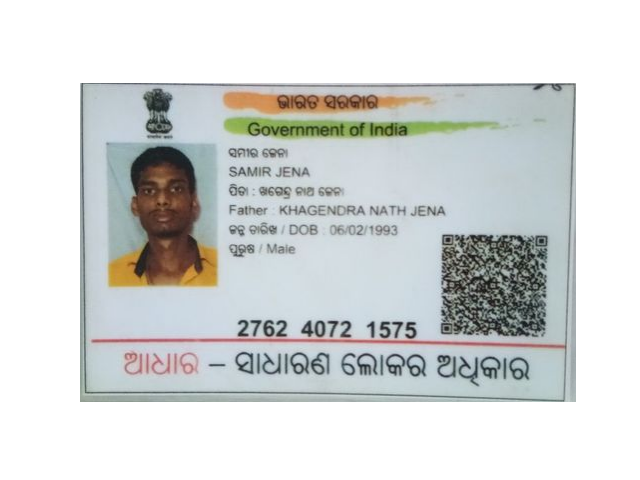 ଭାରତ ସରକାର
Government of India
ସମୀର ଜେନା
SAMIR JENA
ପିତା : ଖଗେନ୍ଦ୍ର ନାଥ ଜେନା
Father : KHAGENDRA NATH JENA
ଜନ୍ମ ତାରିଖ / DOB : 06/02/1993
ପୁରୁଷ / Male
2762 4072 1575
ଆଧାର – ସାଧାରଣ ଲୋକର ଅଧିକାର